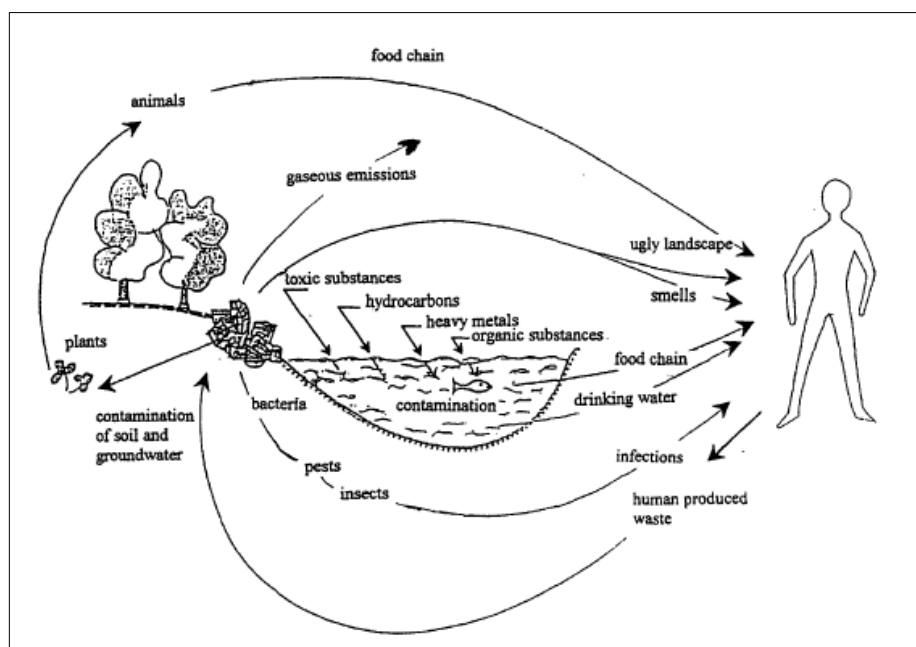 food chain
animals
gaseous emissions
ugly landscape
toxic substances
smells
hydrocarbons
heavy metals
organic substances
plants
food chain
bacteria
contamination
drinking water
contamination
of soil and
groundwater
pests
infections
insects
human produced
waste